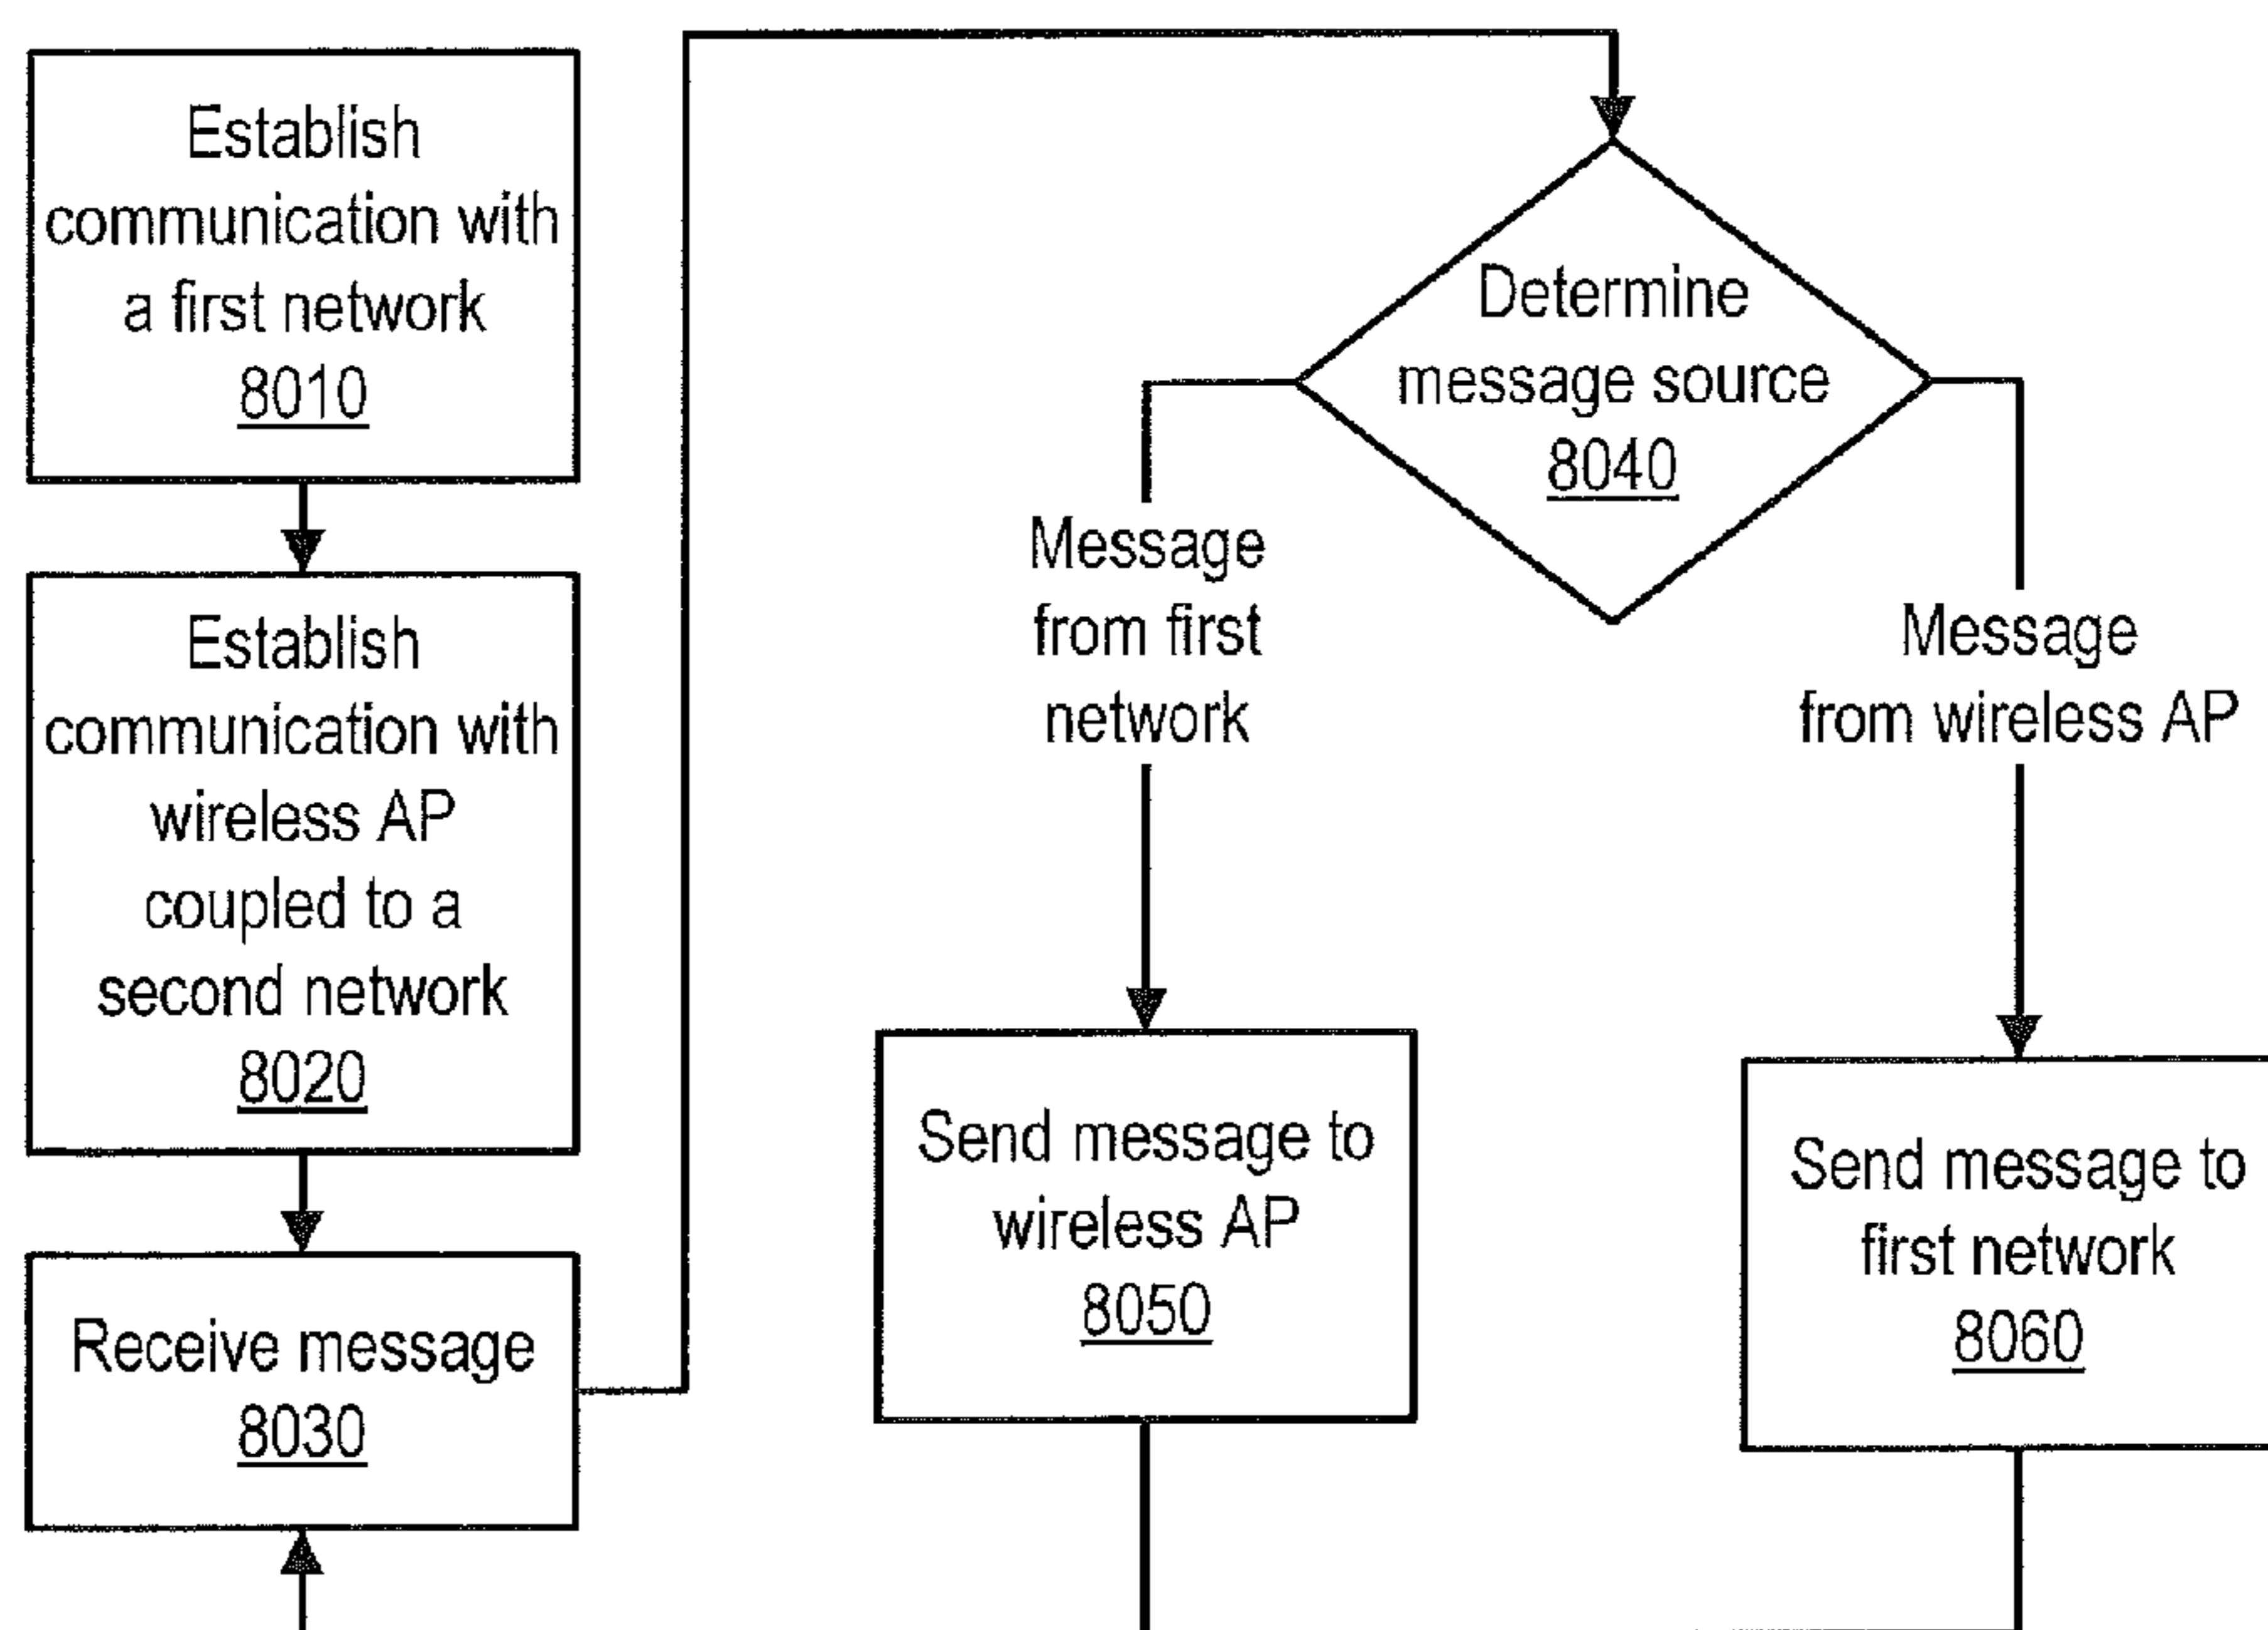 Establish
communication with
a first network
8010
Establish
communication with
wireless AP
coupled to a
second network
8020
Receive message
8030
Determine
message source
8040
Message
from first
network
Message
from wireless AP
Send message to
wireless AP
8050
Send message to
first network
8060